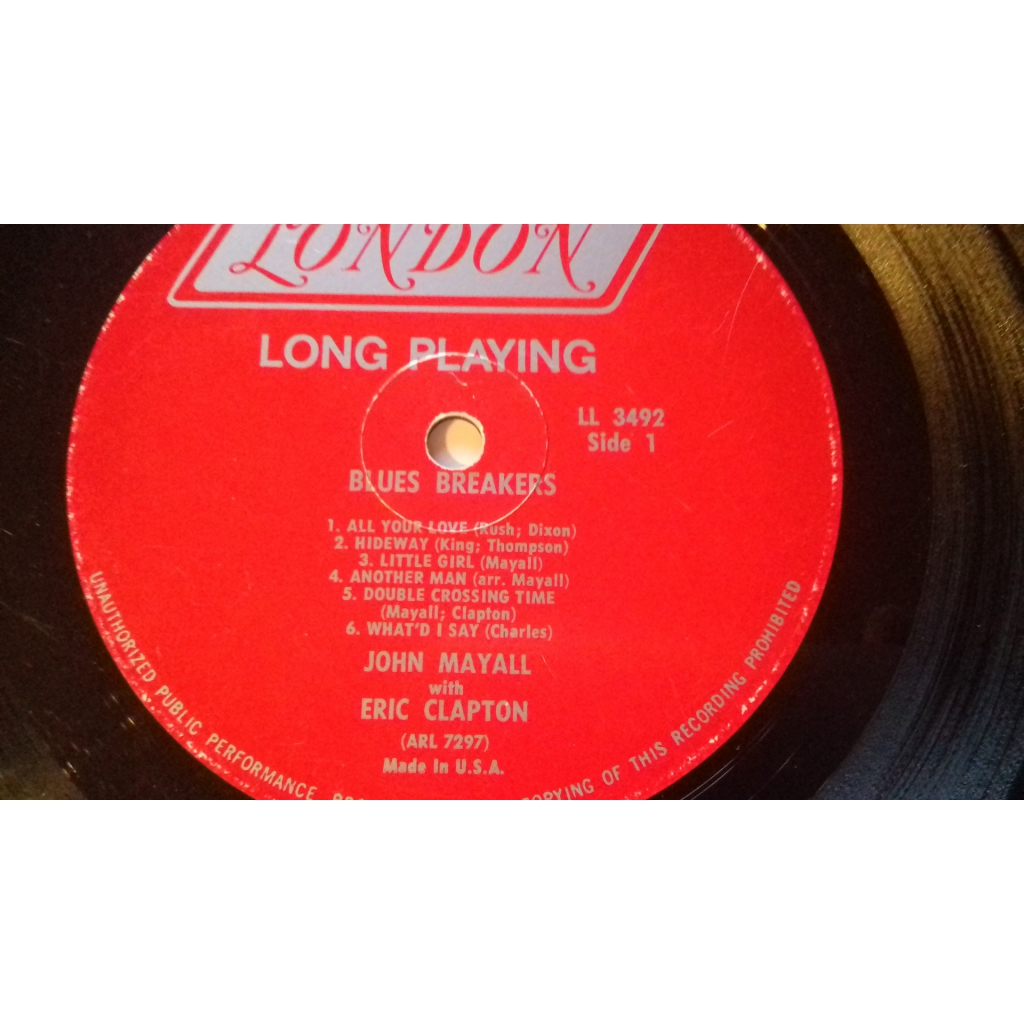 LONDON
LONG PLAYING
LL 3492
Side 1
BLUES BREAKERS
1. ALL YOUR LOVE (Rush; Dixon)
2. HIDEWAY (King; Thompson)
3. LITTLE GIRL (Mayall)
4. ANOTHER MAN (arr. Mayall)
5. DOUBLE CROSSING TIME
(Mayall; Clapton)
6. WHAT'D I SAY (Charles)
JOHN MAYALL
with
ERIC CLAPTON
(ARL 7297)
Made In U.S.A.
UNAUTHORIZED PUBLIC PERFORMANCE COPYING OF THIS RECORDING PROHIBITED